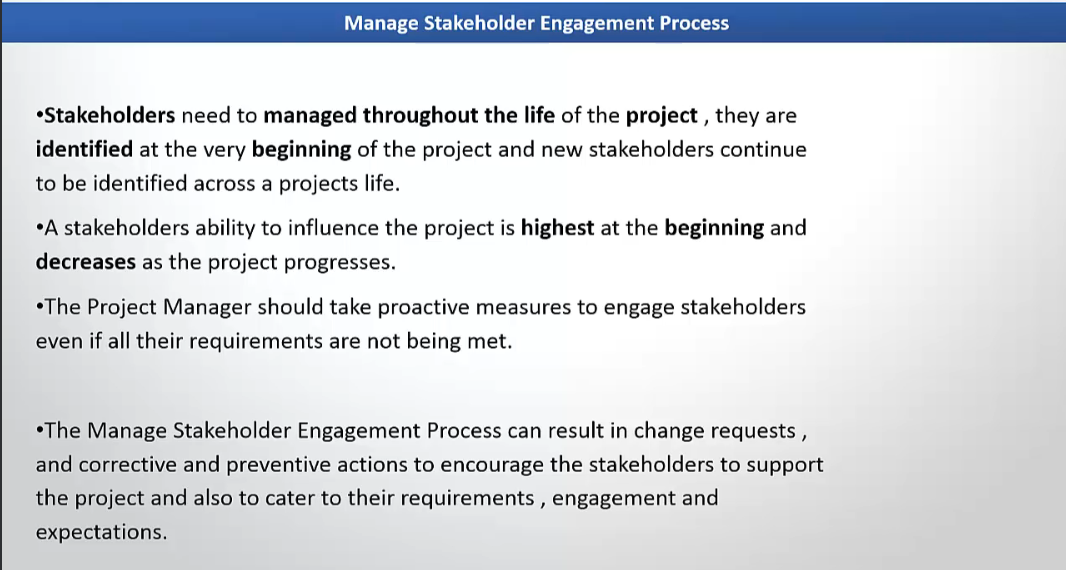 Manage Stakeholder Engagement Process
•Stakeholders need to managed throughout the life of the project , they are
identified at the very beginning of the project and new stakeholders continue
to be identified across a projects life.
•A stakeholders ability to influence the project is highest at the beginning and
decreases as the project progresses.
•The Project Manager should take proactive measures to engage stakeholders
even if all their requirements are not being met.
•The Manage Stakeholder Engagement Process can result in change requests ,
and corrective and preventive actions to encourage the stakeholders to support
the project and also to cater to their requirements , engagement and
expectations.